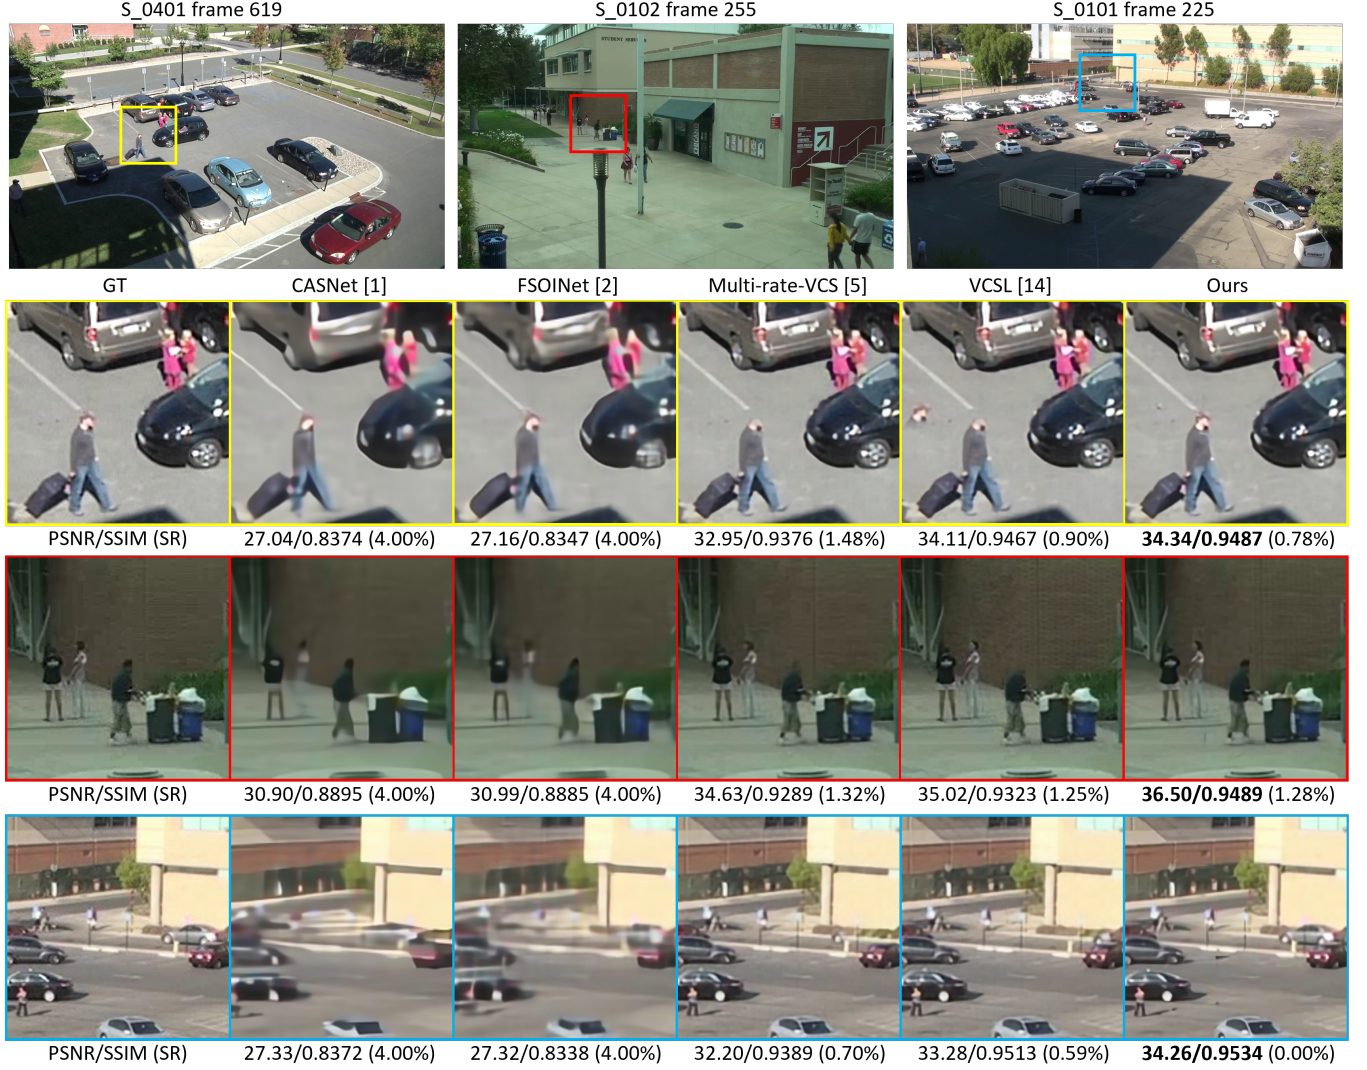 S_0401 frame 619
S_0102 frame 255
S_0101 frame 225
STUDENT SERV
GT
CASNet [1]
FSOINet [2]
Multi-rate-VCS [5]
VCSL [14]
Ours
PSNR/SSIM (SR)
27.04/0.8374 (4.00%)
27.16/0.8347 (4.00%)
32.95/0.9376 (1.48%)
34.11/0.9467 (0.90%)
34.34/0.9487 (0.78%)
PSNR/SSIM (SR)
30.90/0.8895 (4.00%)
30.99/0.8885 (4.00%)
34.63/0.9289 (1.32%)
35.02/0.9323 (1.25%)
36.50/0.9489 (1.28%)
PSNR/SSIM (SR)
27.33/0.8372 (4.00%)
27.32/0.8338 (4.00%)
32.20/0.9389 (0.70%)
33.28/0.9513 (0.59%)
34.26/0.9534 (0.00%)